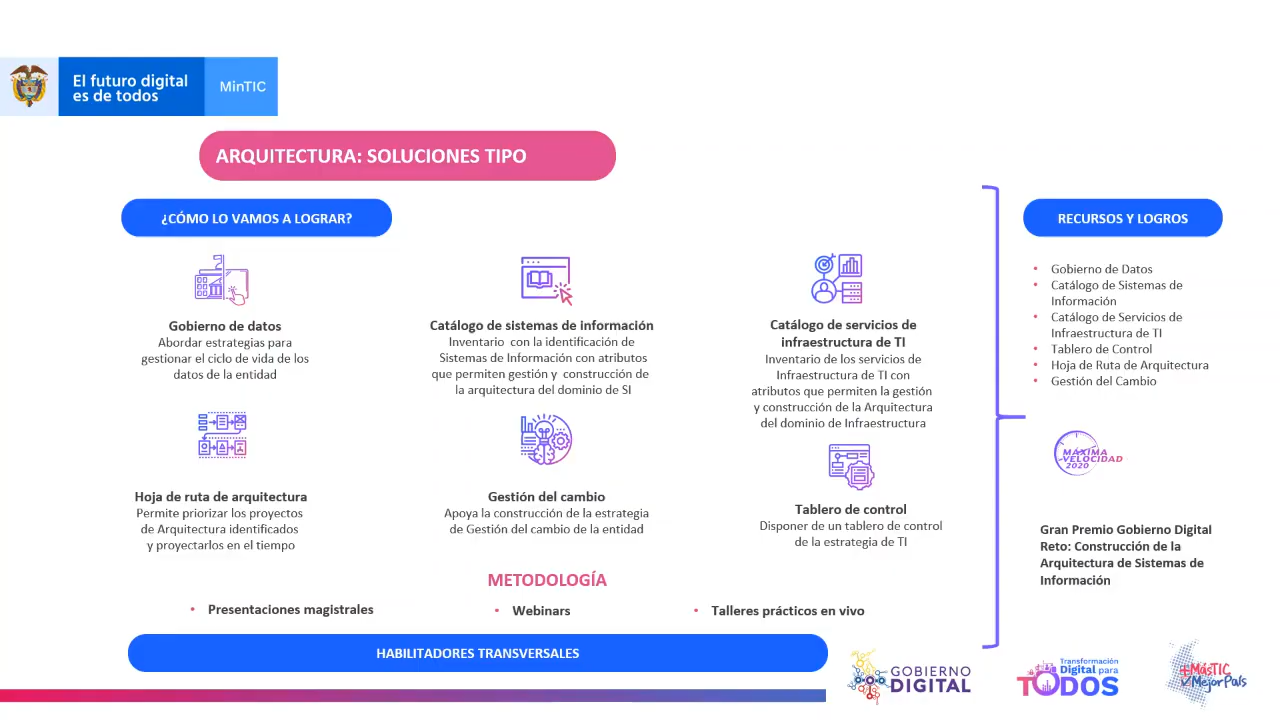 El futuro digital
es de todos
MinTIC
ARQUITECTURA: SOLUCIONES TIPO
¿CÓMO LO VAMOS A LOGRAR?
Gobierno de datos
Abordar estrategias para
gestionar el ciclo de vida de los
datos de la entidad
Catálogo de sistemas de información
Inventario con la identificación de
Sistemas de Información con atributos
que permiten gestión y construcción de
la arquitectura del dominio de SI
Catálogo de servicios de
infraestructura de TI
Inventario de los servicios de
Infraestructura de TI con
atributos que permiten la gestión
y construcción de la Arquitectura
del dominio de Infraestructura
Hoja de ruta de arquitectura
Permite priorizar los proyectos
de Arquitectura identificados
y proyectarlos en el tiempo
Gestión del cambio
Apoya la construcción de la estrategia
de Gestión del cambio de la entidad
Tablero de control
Disponer de un tablero de control
de la estrategia de TI
METODOLOGÍA
• Presentaciones magistrales
• Webinars
• Talleres prácticos en vivo
HABILITADORES TRANSVERSALES
RECURSOS Y LOGROS
• Gobierno de Datos
• Catálogo de Sistemas de
Información
• Catálogo de Servicios de
Infraestructura de TI
• Tablero de Control
• Hoja de Ruta de Arquitectura
• Gestión del Cambio
MÁXIMA
VELOCIDAD
2020
Gran Premio Gobierno Digital
Reto: Construcción de la
Arquitectura de Sistemas de
Información
GOBIERNO
DIGITAL
Transformación
Digital para
TODOS
+MásTIC
MejorPaís